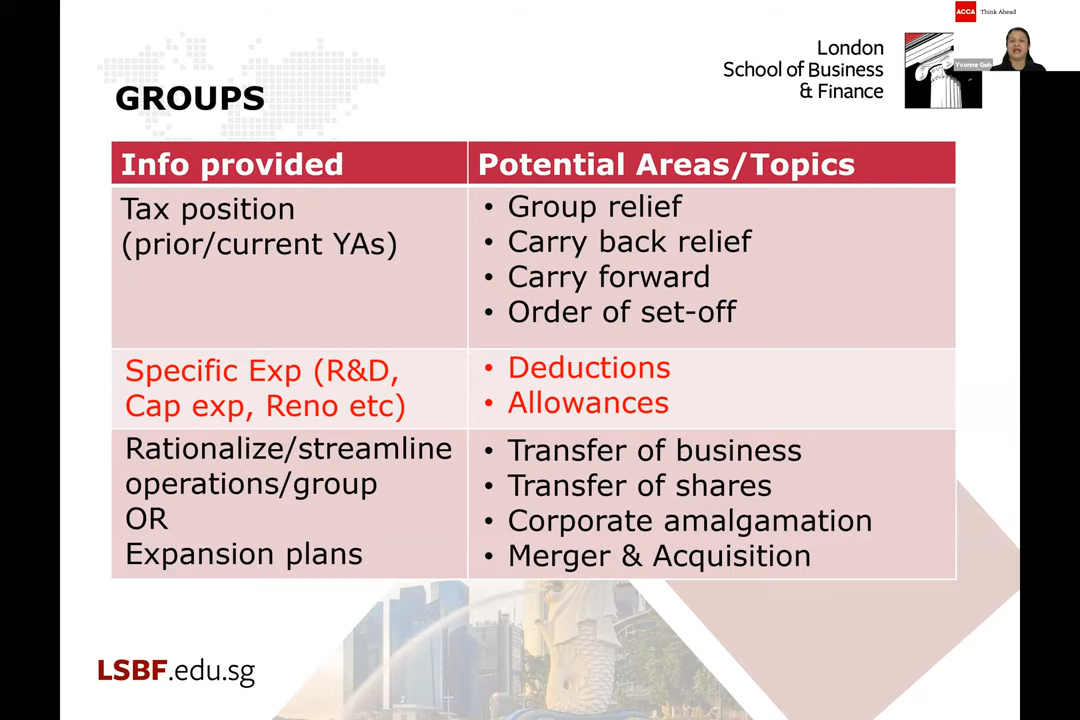 ACCA Think Ahead
London
School of Business
& Finance
Yvonne Goh
GROUPS
Info provided
Potential Areas/Topics
Tax position
(prior/current YAs)
• Group relief
• Carry back relief
• Carry forward
• Order of set-off
Specific Exp (R&D,
Cap exp, Reno etc)
• Deductions
• Allowances
Rationalize/streamline
operations/group
OR
Expansion plans
• Transfer of business
• Transfer of shares
• Corporate amalgamation
• Merger & Acquisition
LSBF.edu.sg